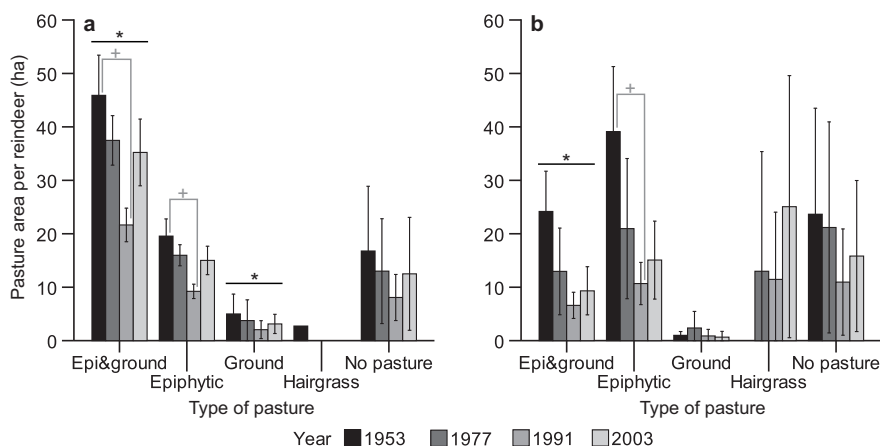 a
Pasture area per reindeer (ha)
60
50
40
30
20
10
0
*
+
+
*
Epi&ground
Epiphytic
Ground
Hairgrass
No pasture
Type of pasture
b
60
50
40
30
20
10
0
*
+
Epi&ground
Epiphytic
Ground
Hairgrass
No pasture
Type of pasture
Year 1953 1977 1991 2003